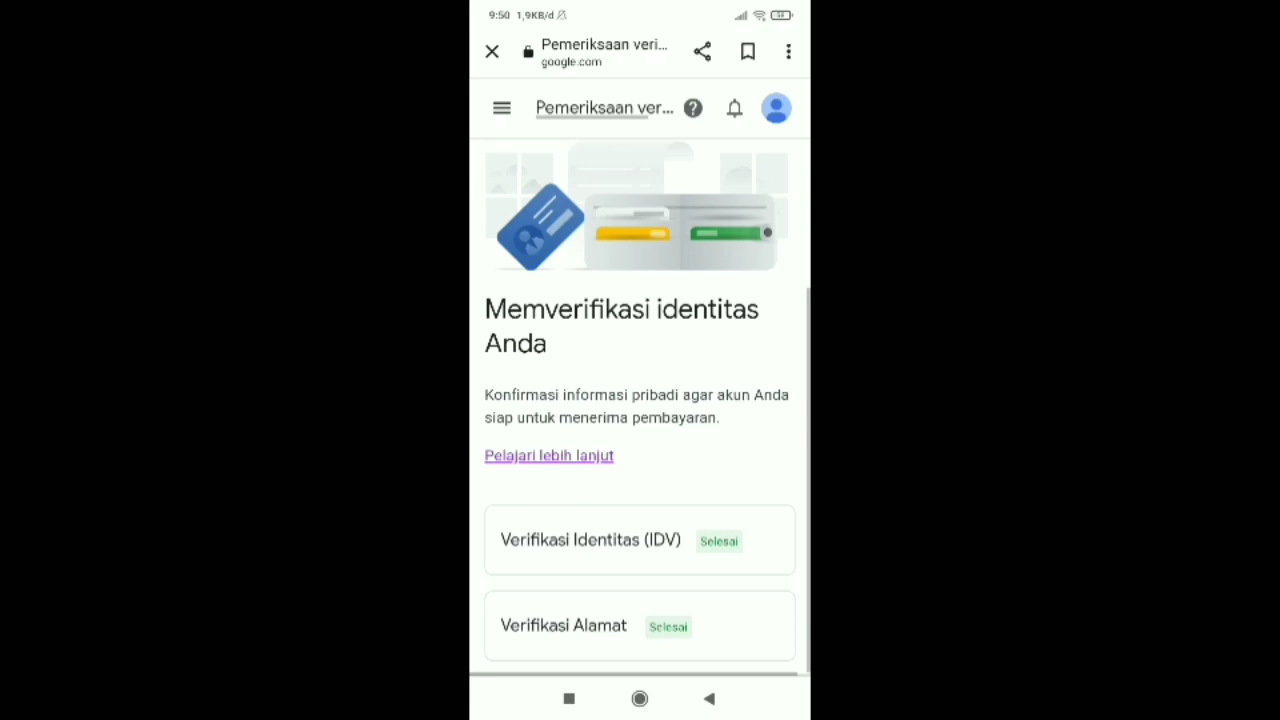 9:50 1,9KB/d
58
Pemeriksaan veri...
google.com
Pemeriksaan ver...
Memverifikasi identitas
Anda
Konfirmasi informasi pribadi agar akun Anda
siap untuk menerima pembayaran.
Pelajari lebih lanjut
Verifikasi Identitas (IDV) Selesai
Verifikasi Alamat Selesai